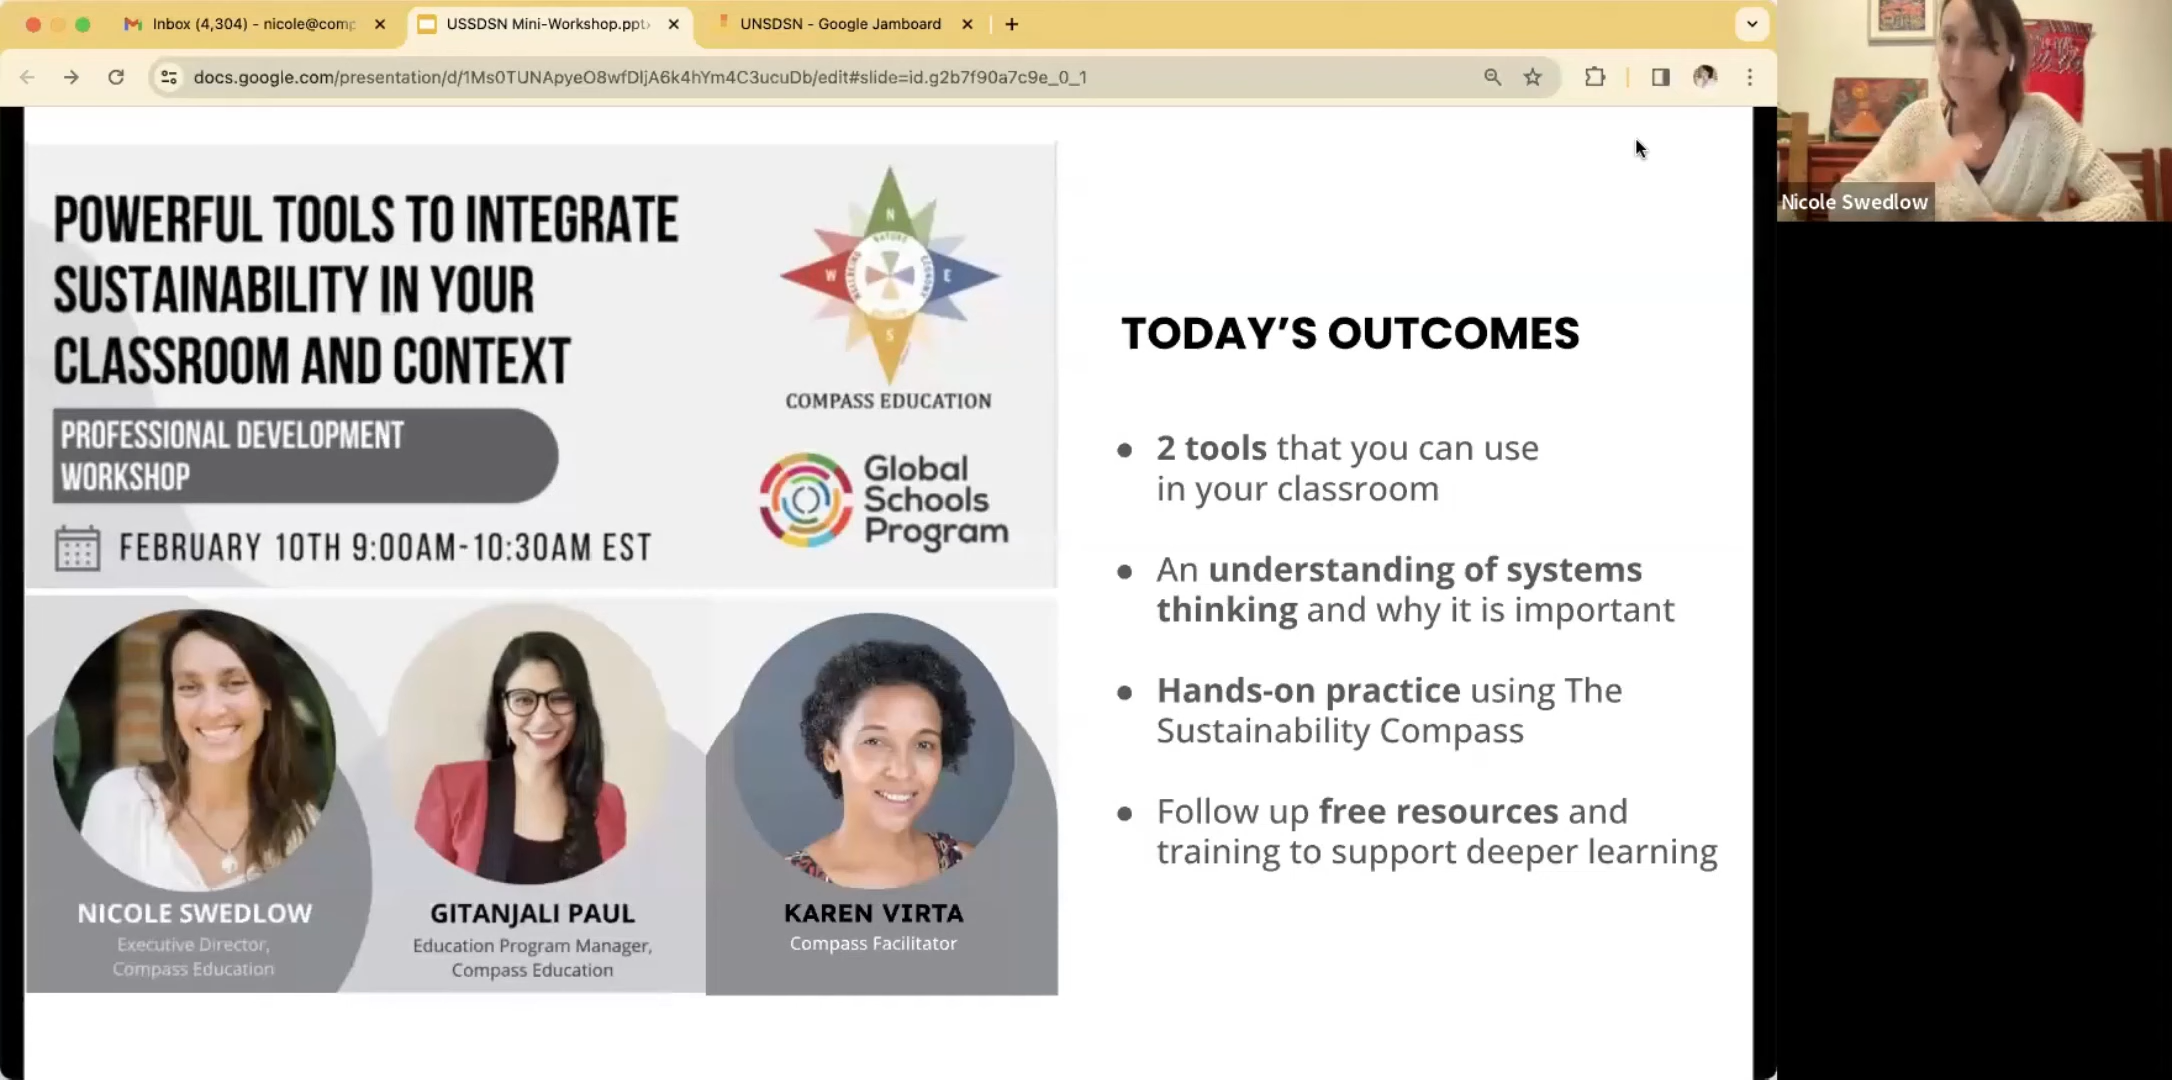 Inbox (4,304) - nicole@comp
USSDSN Mini-Workshop.ppt
UNSDSN - Google Jamboard
docs.google.com/presentation/d/1Ms0TUNApyeO8wfDljA6k4hYm4C3ucuDb/edit#slide=id.g2b7f90a7c9e_0_1
Nicole Swedlow
POWERFUL TOOLS TO INTEGRATE
SUSTAINABILITY IN YOUR
CLASSROOM AND CONTEXT
PROFESSIONAL DEVELOPMENT
WORKSHOP
FEBRUARY 10TH 9:00AM-10:30AM EST
N
NATURE
W
WELLBEING
ECONOMY
E
S
COMPASS EDUCATION
Global
Schools
Program
NICOLE SWEDLOW
Executive Director,
Compass Education
GITANJALI PAUL
Education Program Manager,
Compass Education
KAREN VIRTA
Compass Facilitator
TODAY'S OUTCOMES
● 2 tools that you can use
in your classroom
● An understanding of systems
thinking and why it is important
● Hands-on practice using The
Sustainability Compass
● Follow up free resources and
training to support deeper learning